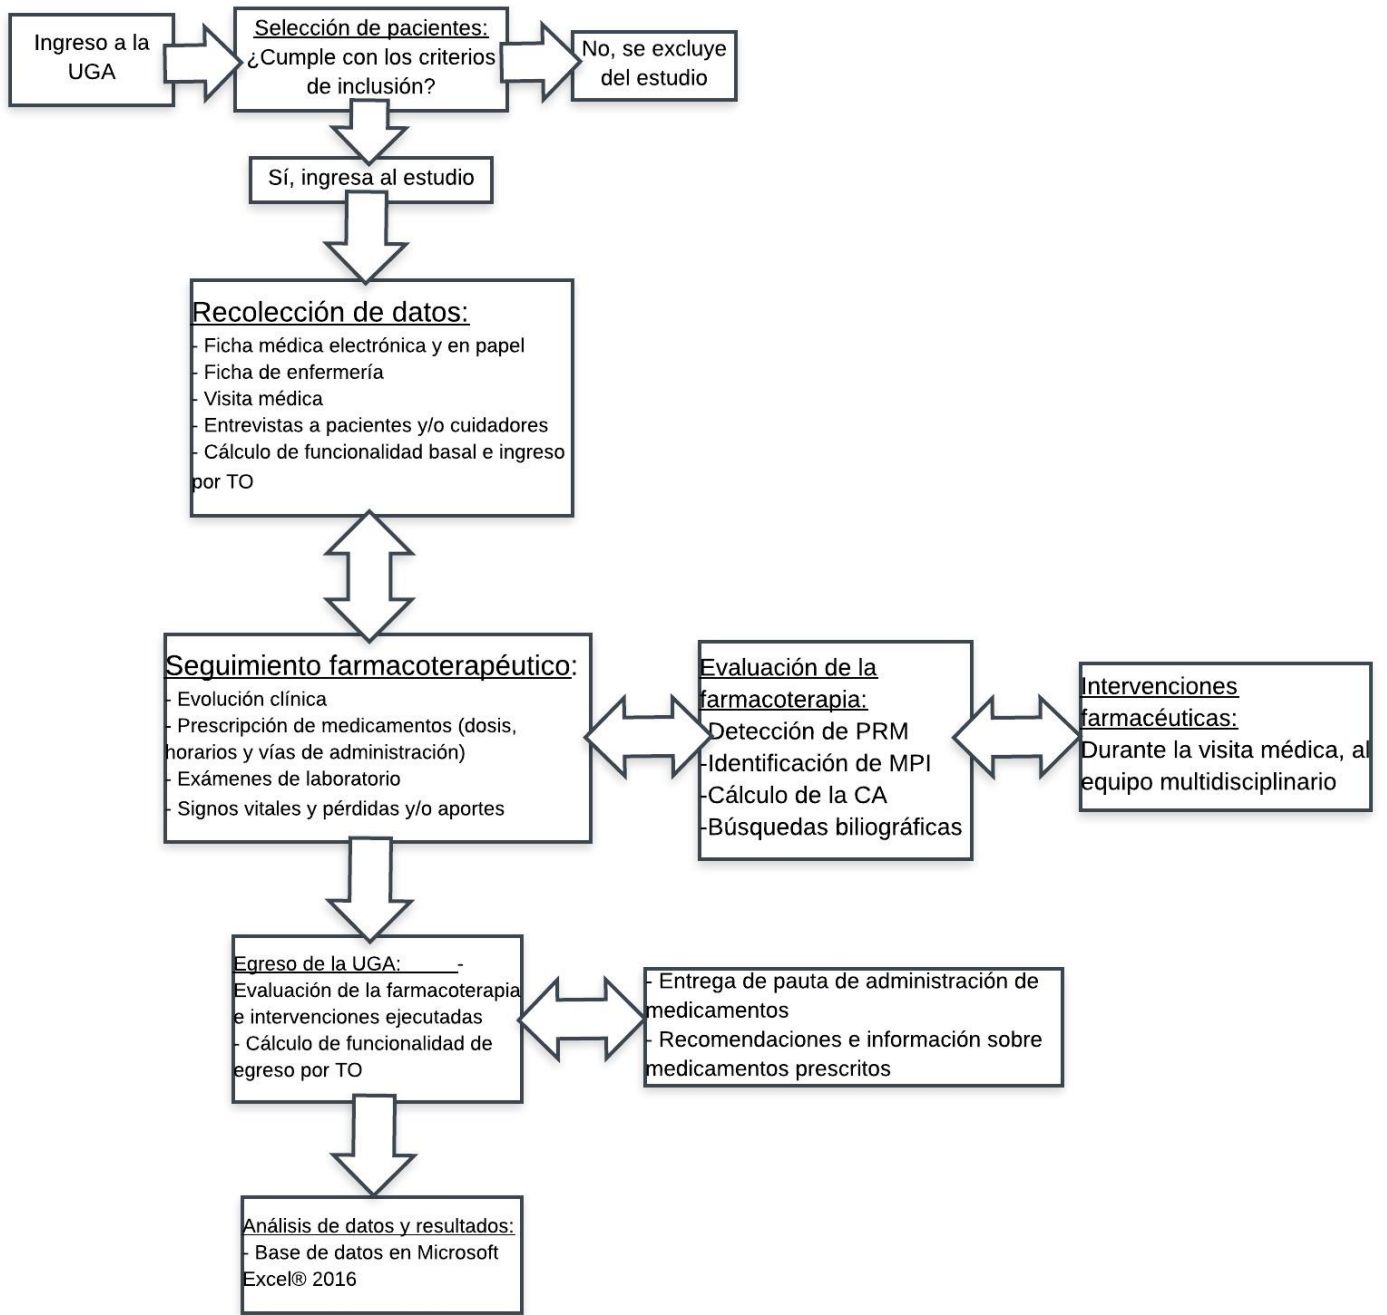 Ingreso a la
UGA
Selección de pacientes:
¿Cumple con los criterios
de inclusión?
No, se excluye
del estudio
Sí, ingresa al estudio
Recolección de datos:
- Ficha médica electrónica y en papel
- Ficha de enfermería
- Visita médica
- Entrevistas a pacientes y/o cuidadores
- Cálculo de funcionalidad basal e ingreso
por TO
Seguimiento farmacoterapéutico:
- Evolución clínica
- Prescripción de medicamentos (dosis,
horarios y vías de administración)
- Exámenes de laboratorio
- Signos vitales y pérdidas y/o aportes
Evaluación de la
farmacoterapia:
-Detección de PRM
-Identificación de MPI
-Cálculo de la CA
-Búsquedas biliográficas
Intervenciones
farmacéuticas:
Durante la visita médica, al
equipo multidisciplinario
Egreso de la UGA: -
Evaluación de la farmacoterapia
e intervenciones ejecutadas
- Cálculo de funcionalidad de
egreso por TO
- Entrega de pauta de administración de
medicamentos
- Recomendaciones e información sobre
medicamentos prescritos
Análisis de datos y resultados:
- Base de datos en Microsoft
Excel® 2016